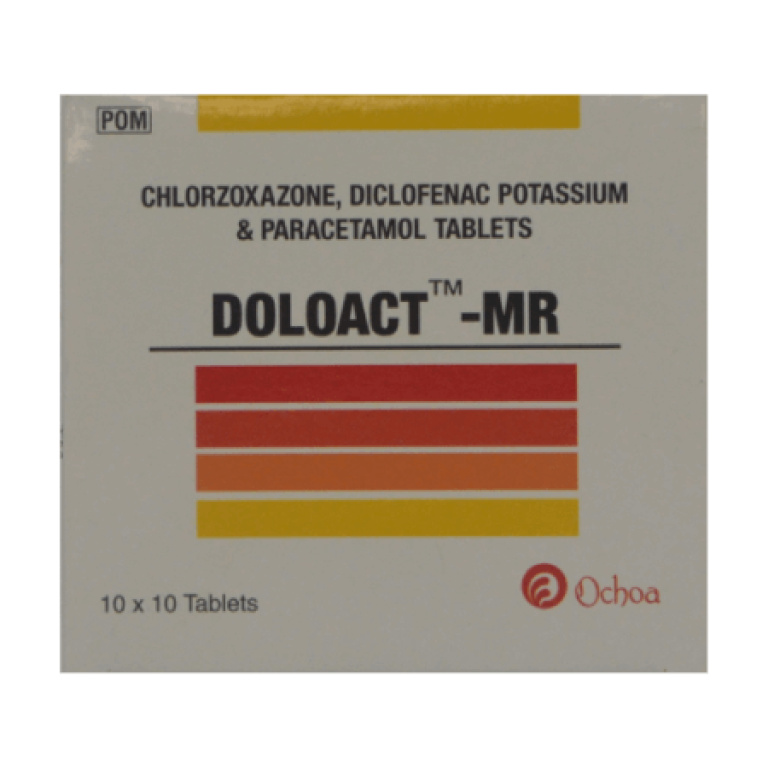 POM
CHLORZOXAZONE, DICLOFENAC POTASSIUM
& PARACETAMOL TABLETS
DOLOACT™-MR
10 x 10 Tablets
Ochoa